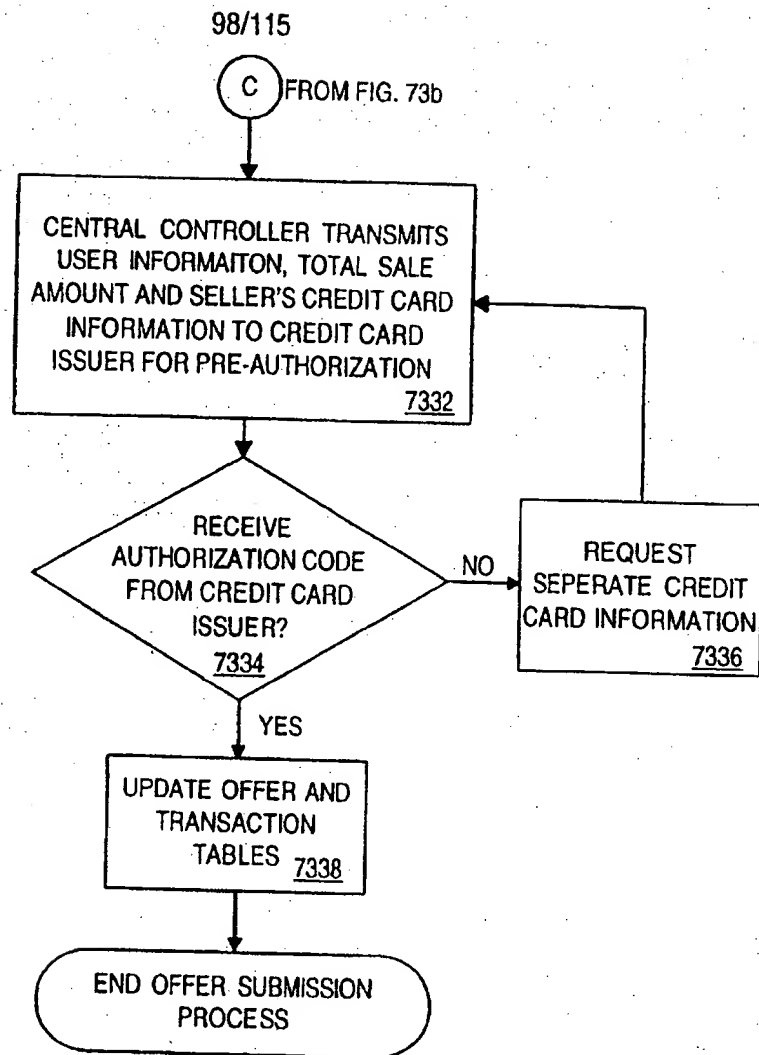 98/115
C FROM FIG. 73b
CENTRAL CONTROLLER TRANSMITS
USER INFORMAITON, TOTAL SALE
AMOUNT AND SELLER'S CREDIT CARD
INFORMATION TO CREDIT CARD
ISSUER FOR PRE-AUTHORIZATION
7332
RECEIVE
AUTHORIZATION CODE
FROM CREDIT CARD
ISSUER?
7334
NO
REQUEST
SEPERATE CREDIT
CARD INFORMATION
7336
YES
UPDATE OFFER AND
TRANSACTION
TABLES 7338
END OFFER SUBMISSION
PROCESS